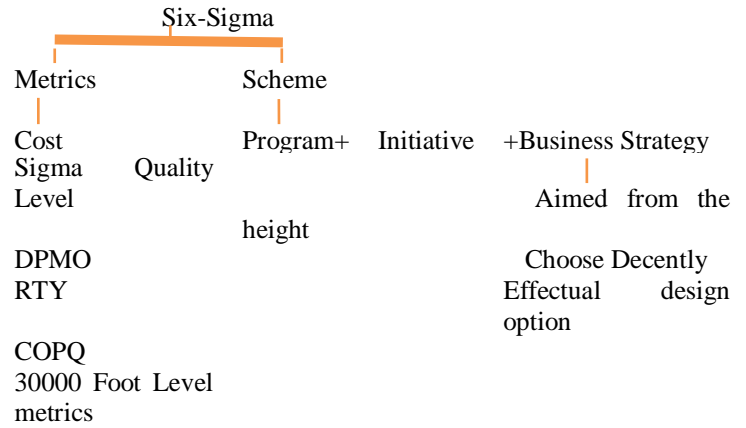 Six-Sigma
Metrics Scheme
Cost Program+ Initiative +Business Strategy
Sigma Quality
Level Aimed from the
height
DPMO Choose Decently
RTY Effectual design
option
COPQ
30000 Foot Level
metrics